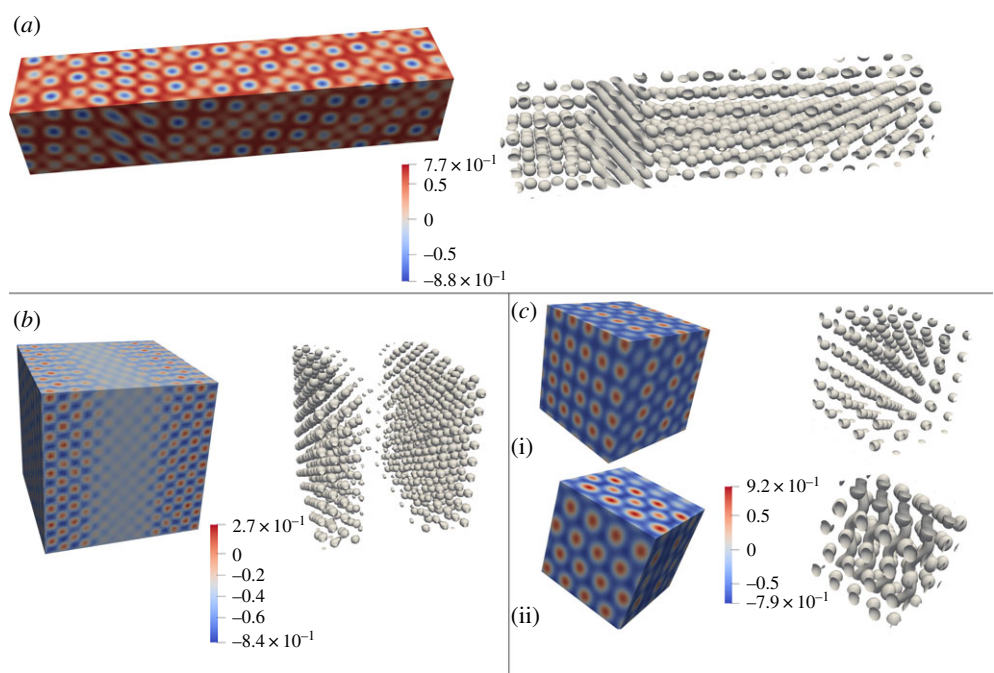 (a)
7.7 × 10⁻¹
0.5
0
−0.5
−8.8 × 10⁻¹
(b)
2.7 × 10⁻¹
0
−0.2
−0.4
−0.6
−8.4 × 10⁻¹
(c)
(i)
9.2 × 10⁻¹
0.5
0
−0.5
−7.9 × 10⁻¹
(ii)